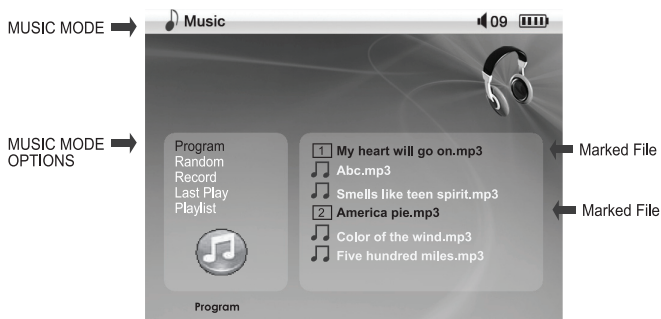 MUSIC MODE
Music
09
MUSIC MODE
OPTIONS
Program
Random
Record
Last Play
Playlist
Program
1 My heart will go on.mp3
Abc.mp3
Smells like teen spirit.mp3
2 America pie.mp3
Color of the wind.mp3
Five hundred miles.mp3
Marked File
Marked File